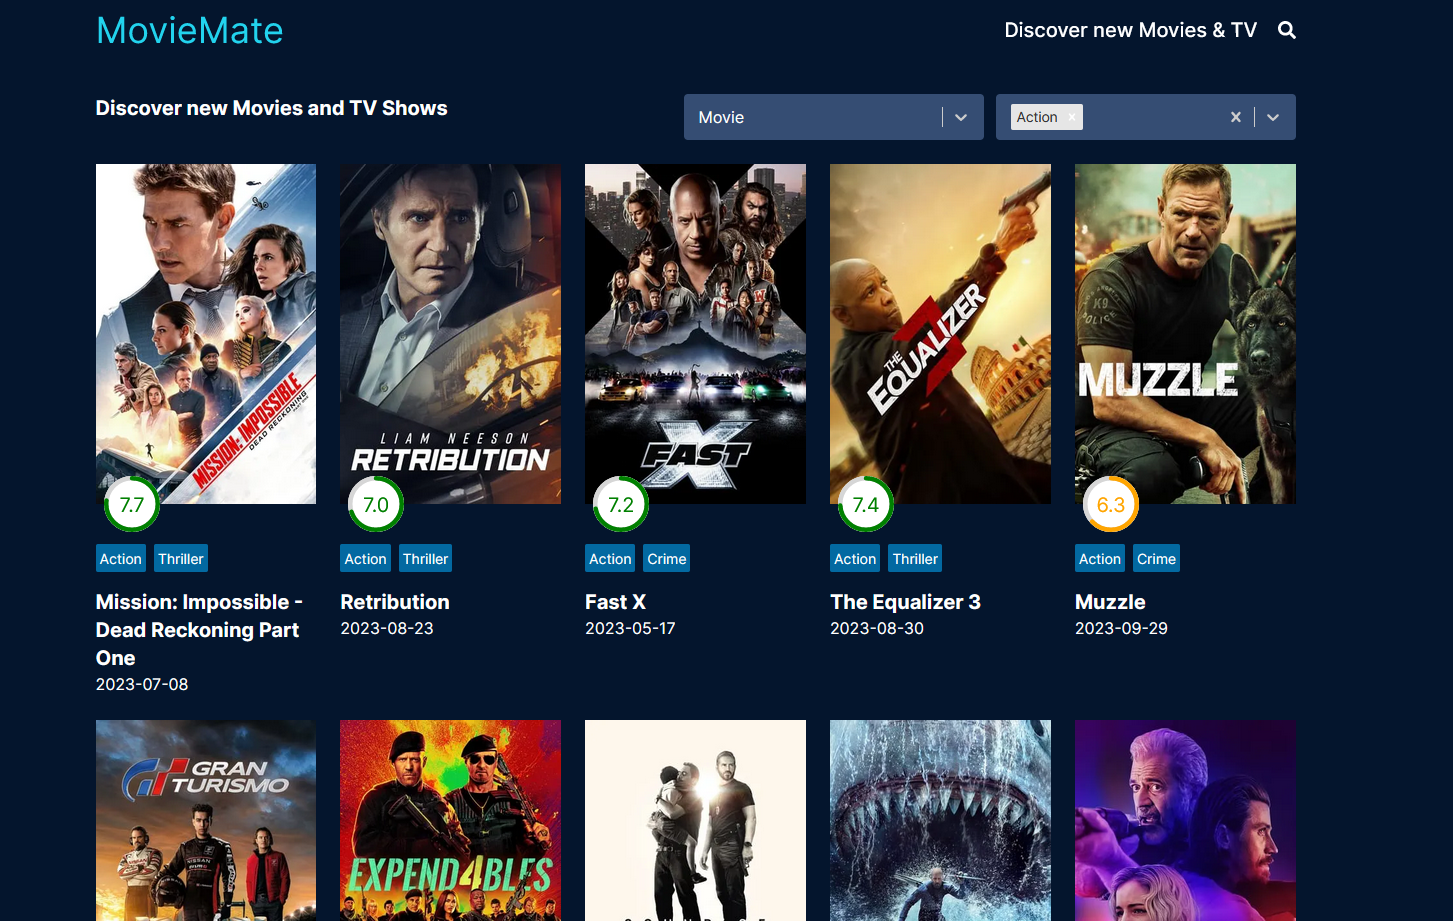 MovieMate
Discover new Movies & TV
Discover new Movies and TV Shows
Movie
Action
MISSION: IMPOSSIBLE
DEAD RECKONING
LIAM NEESON
RETRIBUTION
FAST X
THE
EQUALIZER
3
K9
POLICE
MUZZLE
7.7
7.0
7.2
7.4
6.3
Action Thriller
Action Thriller
Action Crime
Action Thriller
Action Crime
Mission: Impossible -
Dead Reckoning Part
One
2023-07-08
Retribution
2023-08-23
Fast X
2023-05-17
The Equalizer 3
2023-08-30
Muzzle
2023-09-29
GRAN
TURISMO
NISSAN
EXPEND4BLES